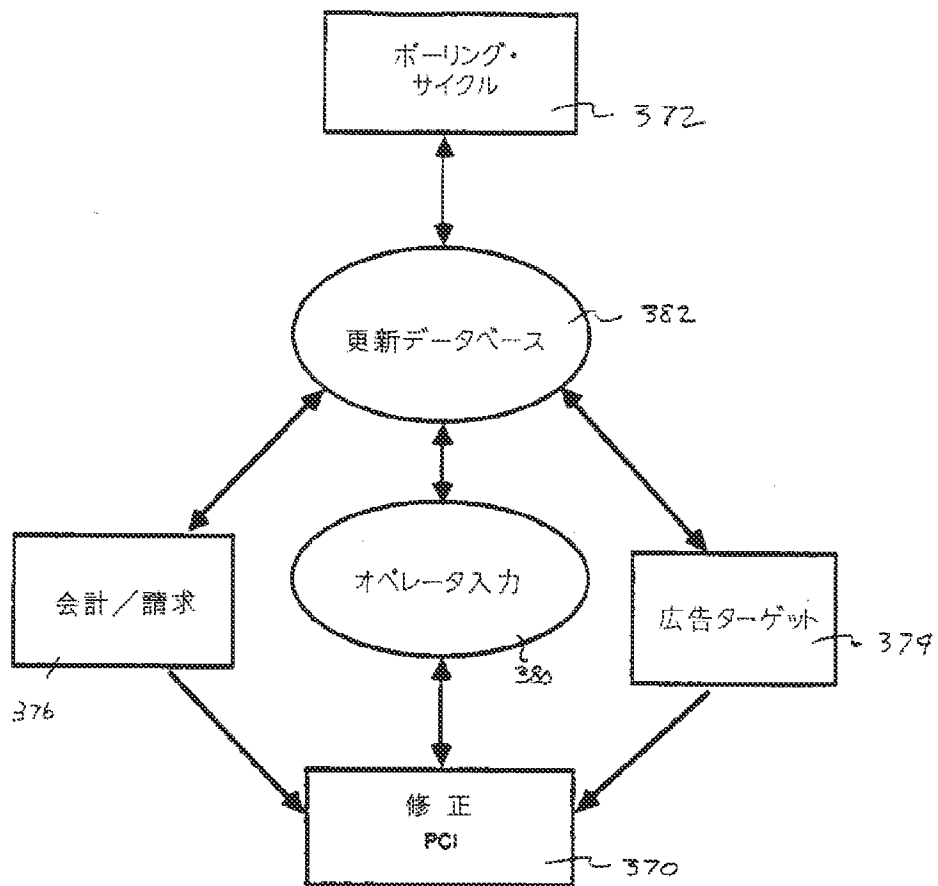 ポーリング・
サイクル
372
更新データベース
382
会計／請求
376
オペレータ入力
380
広告ターゲット
374
修正
PCI
370